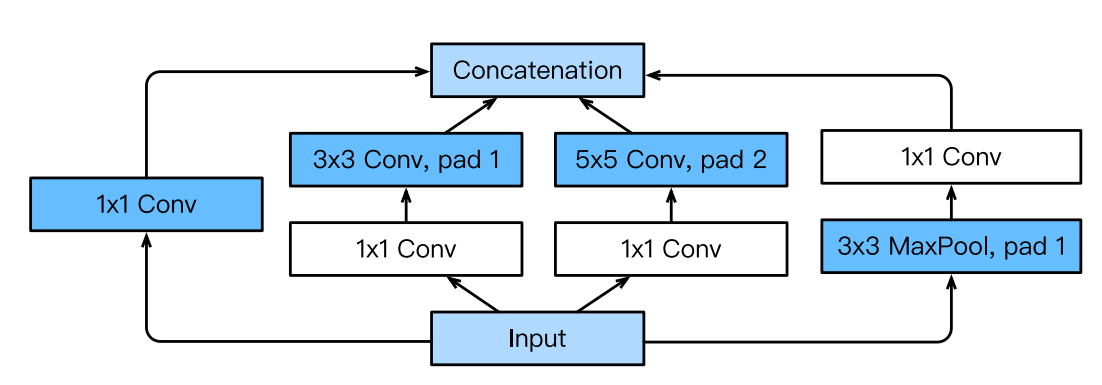 Concatenation
3x3 Conv, pad 1
5x5 Conv, pad 2
1x1 Conv
1x1 Conv
1x1 Conv
1x1 Conv
3x3 MaxPool, pad 1
Input